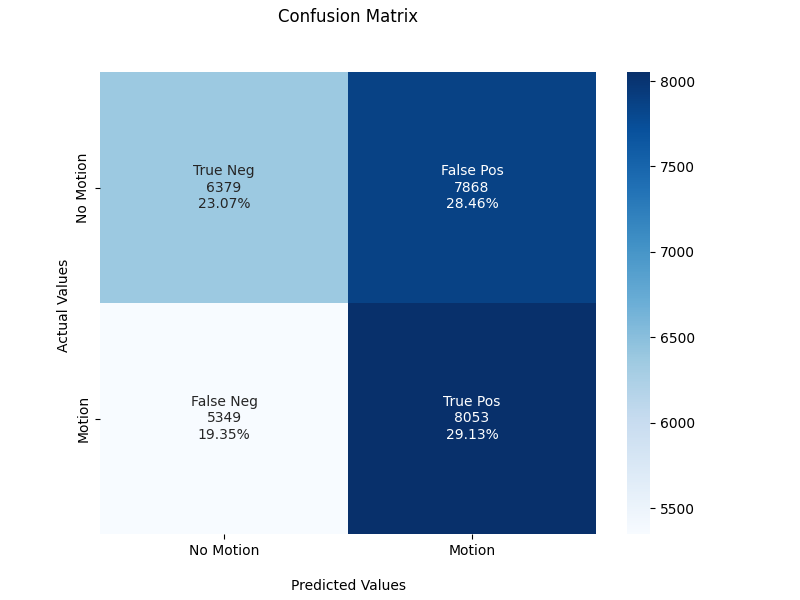 Confusion Matrix
True Neg
6379
23.07%
False Pos
7868
28.46%
False Neg
5349
19.35%
True Pos
8053
29.13%
No Motion
Motion
Actual Values
No Motion
Motion
Predicted Values
8000
7500
7000
6500
6000
5500